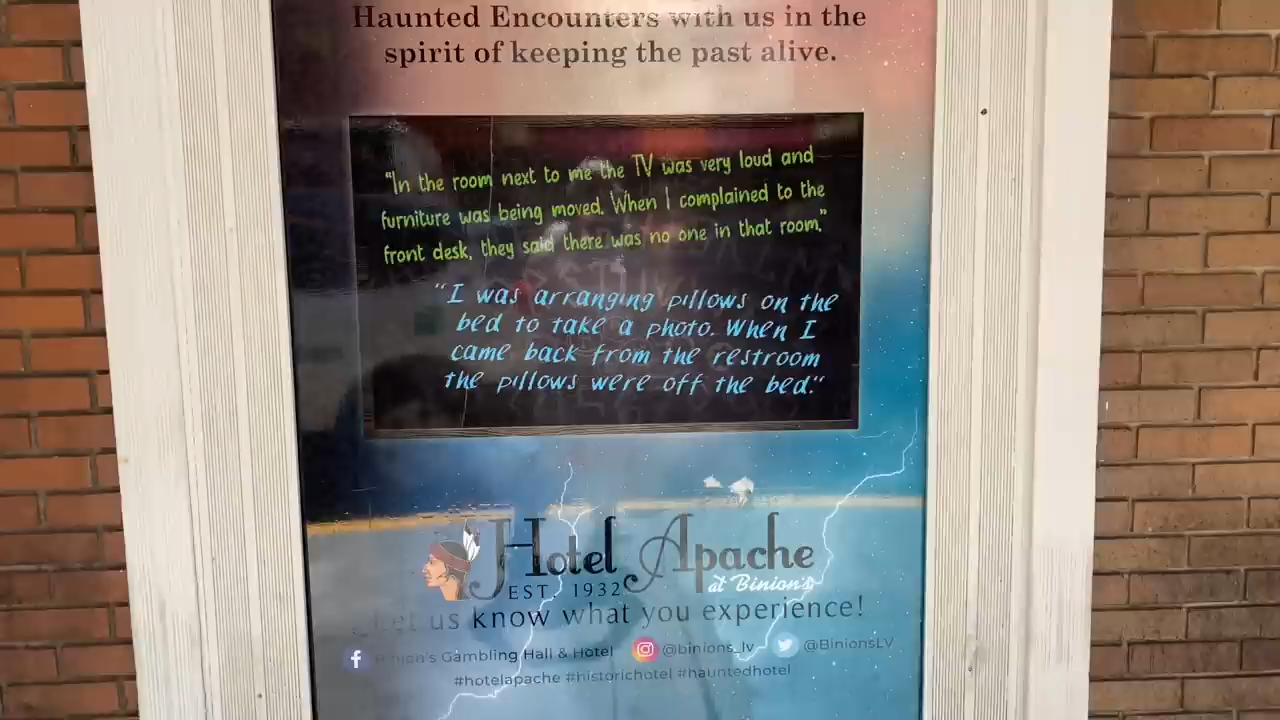 Haunted Encounters with us in the
spirit of keeping the past alive.
"In the room next to me the TV was very loud and
furniture was being moved. When I complained to the
front desk, they said there was no one in that room."
"I was arranging pillows on the
bed to take a photo. When I
came back from the restroom
the pillows were off the bed."
Hotel Apache
at Binion's
EST. 1932
Let us know what you experience!
Binion's Gambling Hall & Hotel @binions_lv @BinionsLV
#hotelapache #historichotel #hauntedhotel